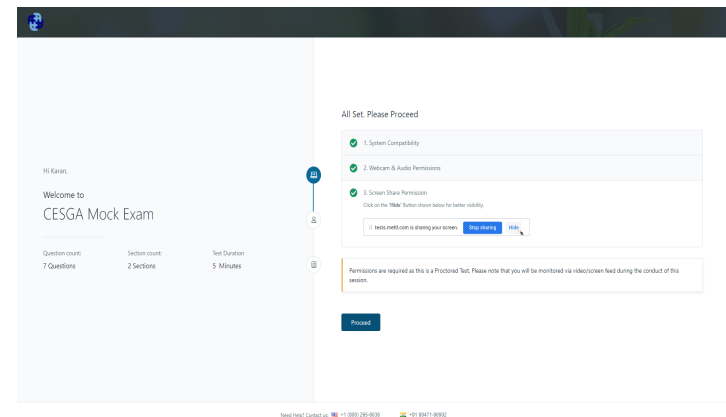 All Set. Please Proceed
1. System Compatibility
2. Webcam & Audio Permissions
3. Screen Share Permission
Click on the "Hide" Button shown below for better visibility.
tests.mettl.com is sharing your screen. Stop sharing Hide
Hi Karan,
Welcome to
CESGA Mock Exam
Question count: Section count: Test Duration
7 Questions 2 Sections 5 Minutes
Permissions are required as this is a Proctored Test. Please note that you will be monitored via video/screen feed during the conduct of this
session.
Proceed
Need Help? Contact us: +1 (800) 265-6038 +91 80471-90902